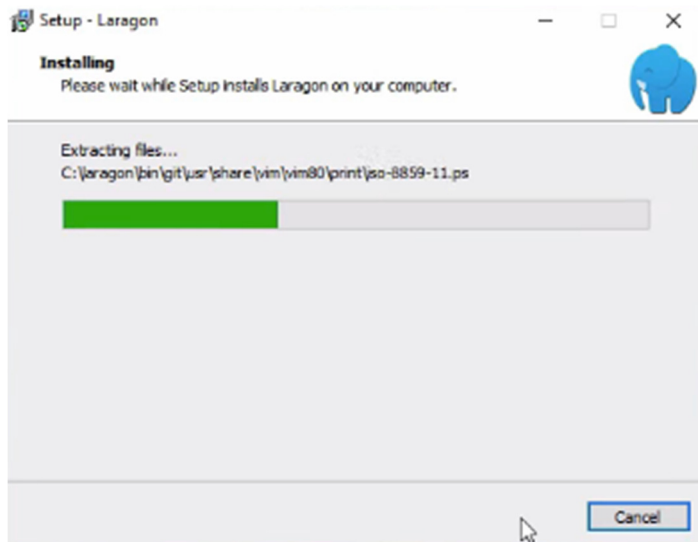 Setup - Laragon
Installing
Please wait while Setup installs Laragon on your computer.
Extracting files...
C:\laragon\bin\git\usr\share\vim\vim80\print\iso-8859-11.ps
Cancel